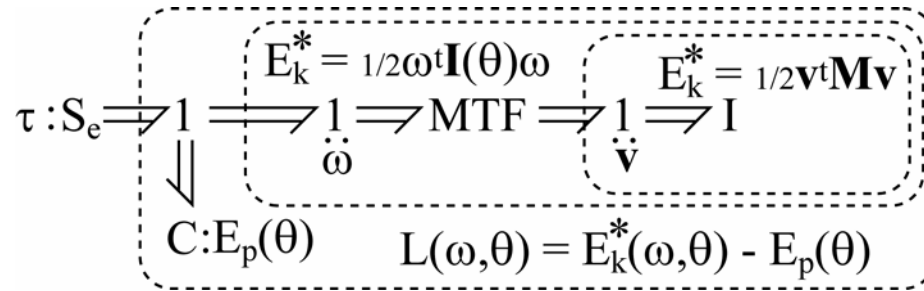 E*k = 1/2ωᵗI(θ)ω
E*k = 1/2vᵗMv
τ :Se 1 1 MTF 1 I
ω v
C:Ep(θ)
L(ω,θ) = E*k(ω,θ) - Ep(θ)